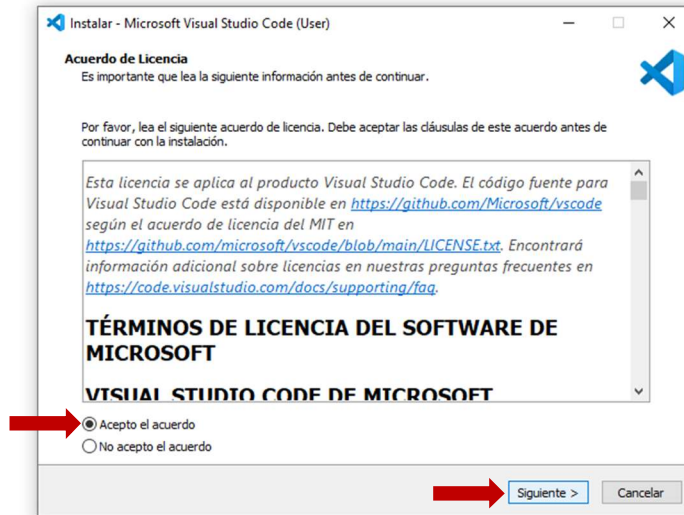 Instalar - Microsoft Visual Studio Code (User)
Acuerdo de Licencia
Es importante que lea la siguiente información antes de continuar.
Por favor, lea el siguiente acuerdo de licencia. Debe aceptar las cláusulas de este acuerdo antes de
continuar con la instalación.
Esta licencia se aplica al producto Visual Studio Code. El código fuente para
Visual Studio Code está disponible en https://github.com/Microsoft/vscode
según el acuerdo de licencia del MIT en
https://github.com/microsoft/vscode/blob/main/LICENSE.txt. Encontrará
información adicional sobre licencias en nuestras preguntas frecuentes en
https://code.visualstudio.com/docs/supporting/faq.
TÉRMINOS DE LICENCIA DEL SOFTWARE DE
MICROSOFT
VISUAL STUDIO CODE DE MICROSOFT
Acepto el acuerdo
No acepto el acuerdo
Siguiente > Cancelar